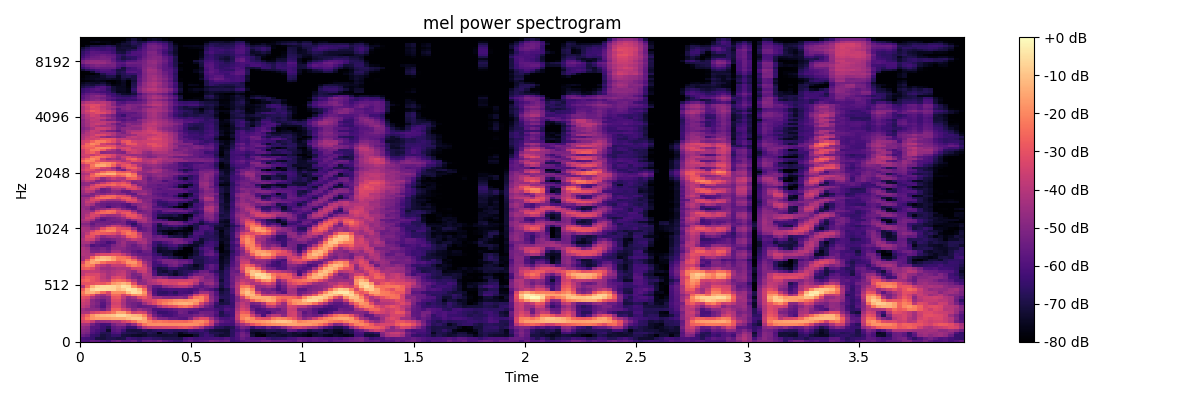 mel power spectrogram
Hz
8192
4096
2048
1024
512
0
0 0.5 1 1.5 2 2.5 3 3.5
Time
+0 dB
-10 dB
-20 dB
-30 dB
-40 dB
-50 dB
-60 dB
-70 dB
-80 dB